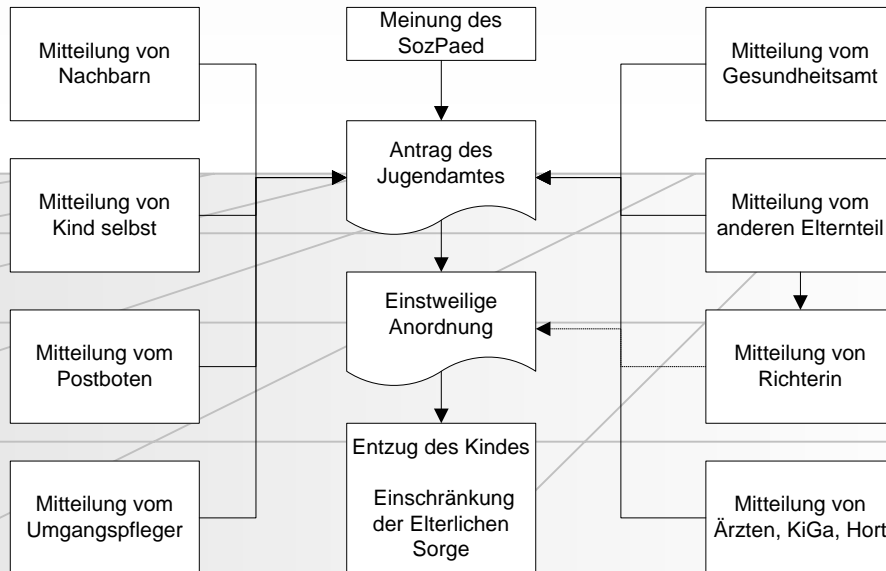 Mitteilung von
Nachbarn
Meinung des
SozPaed
Mitteilung vom
Gesundheitsamt
Antrag des
Jugendamtes
Mitteilung von
Kind selbst
Mitteilung vom
anderen Elternteil
Einstweilige
Anordnung
Mitteilung vom
Postboten
Mitteilung von
Richterin
Entzug des Kindes
Einschränkung
der Elterlichen
Sorge
Mitteilung vom
Umgangspfleger
Mitteilung von
Ärzten, KiGa, Hort